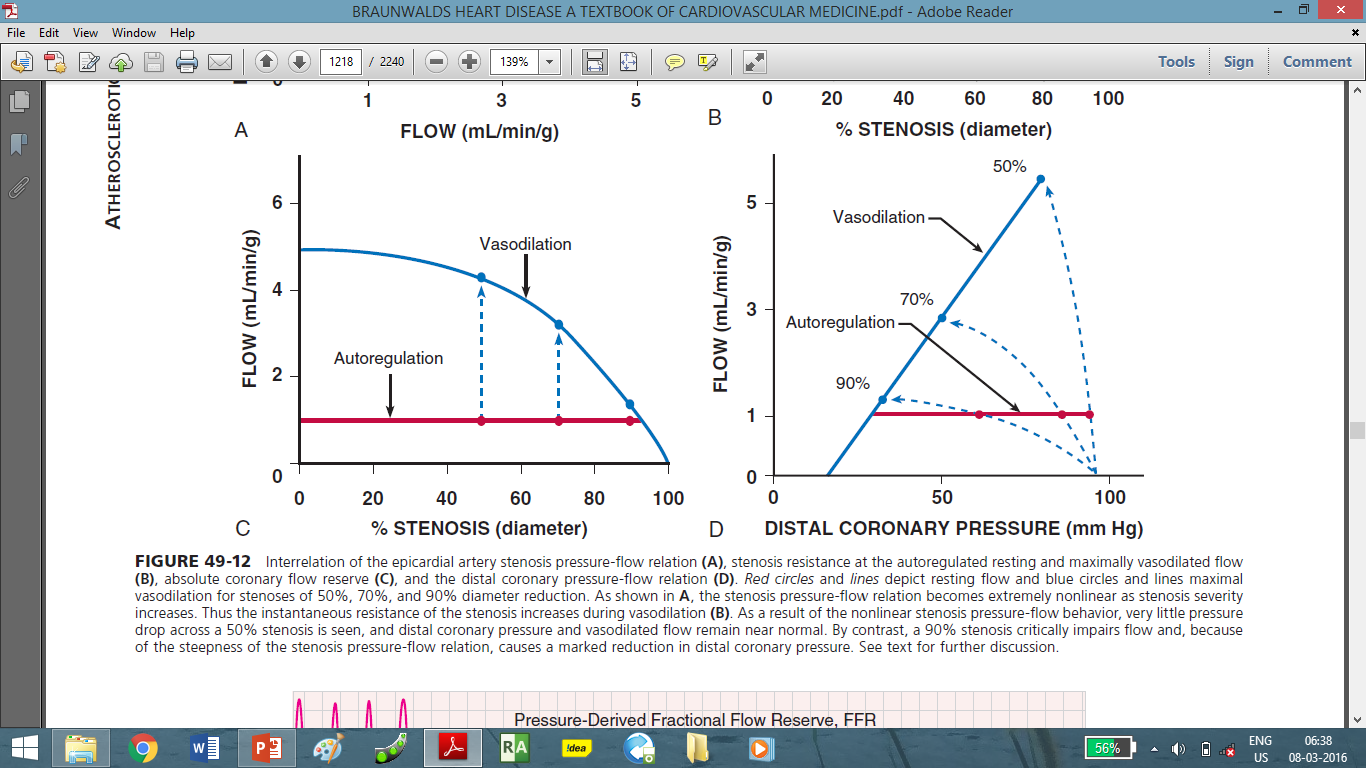 BRAUNWALDS HEART DISEASE A TEXTBOOK OF CARDIOVASCULAR MEDICINE.pdf - Adobe Reader
File Edit View Window Help
1218 / 2240 139% Tools Sign Comment
ATHEROSCLEROTIC
1 3 5
A FLOW (mL/min/g)
0 20 40 60 80 100
B % STENOSIS (diameter)
FLOW (mL/min/g)
6
4
2
0
Vasodilation
Autoregulation
0 20 40 60 80 100
C % STENOSIS (diameter)
FLOW (mL/min/g)
5
3
1
0
50%
Vasodilation
70%
Autoregulation
90%
0 50 100
D DISTAL CORONARY PRESSURE (mm Hg)
FIGURE 49-12 Interrelation of the epicardial artery stenosis pressure-flow relation (A), stenosis resistance at the autoregulated resting and maximally vasodilated flow
(B), absolute coronary flow reserve (C), and the distal coronary pressure-flow relation (D). Red circles and lines depict resting flow and blue circles and lines maximal
vasodilation for stenoses of 50%, 70%, and 90% diameter reduction. As shown in A, the stenosis pressure-flow relation becomes extremely nonlinear as stenosis severity
increases. Thus the instantaneous resistance of the stenosis increases during vasodilation (B). As a result of the nonlinear stenosis pressure-flow behavior, very little pressure
drop across a 50% stenosis is seen, and distal coronary pressure and vasodilated flow remain near normal. By contrast, a 90% stenosis critically impairs flow and, because
of the steepness of the stenosis pressure-flow relation, causes a marked reduction in distal coronary pressure. See text for further discussion.
Pressure-Derived Fractional Flow Reserve, FFR
RA !dea 56% ENG 06:38
US 08-03-2016